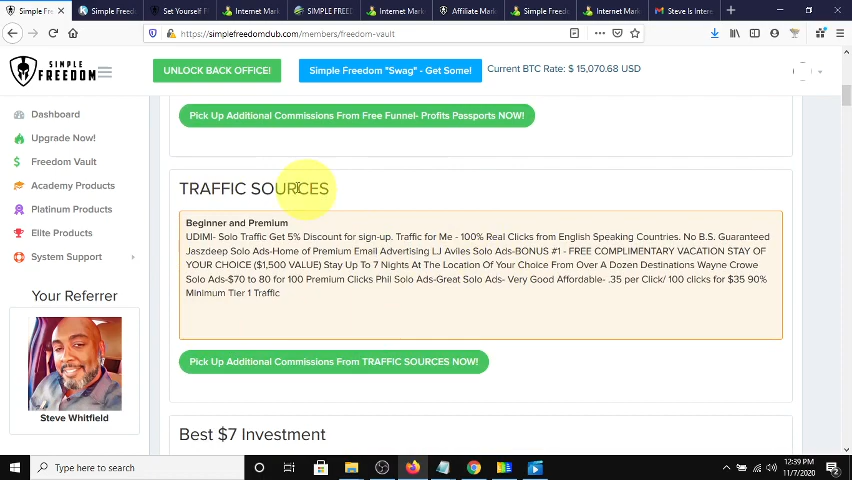 Simple Fr
Simple Freedo
Set Yourself F
Internet Mark
SIMPLE FREED
Internet Mark
Affiliate Mark
Simple Freedo
Internet Mark
Steve Is Inter
https://simplefreedomdub.com/members/freedom-vault
SIMPLE
FREEDOM
UNLOCK BACK OFFICE!
Simple Freedom "Swag" - Get Some!
Current BTC Rate: $ 15,070.68 USD
Dashboard
Upgrade Now!
Freedom Vault
Academy Products
Platinum Products
Elite Products
System Support
Your Referrer
Steve Whitfield
Pick Up Additional Commissions From Free Funnel- Profits Passports NOW!
TRAFFIC SOURCES
Beginner and Premium
UDIMI- Solo Traffic Get 5% Discount for sign-up. Traffic for Me - 100% Real Clicks from English Speaking Countries. No B.S. Guaranteed
Jaszdeep Solo Ads-Home of Premium Email Advertising LJ Aviles Solo Ads-BONUS #1 - FREE COMPLIMENTARY VACATION STAY OF
YOUR CHOICE ($1,500 VALUE) Stay Up To 7 Nights At The Location Of Your Choice From Over A Dozen Destinations Wayne Crowe
Solo Ads-$70 to 80 for 100 Premium Clicks Phil Solo Ads-Great Solo Ads- Very Good Affordable- .35 per Click/ 100 clicks for $35 90%
Minimum Tier 1 Traffic
Pick Up Additional Commissions From TRAFFIC SOURCES NOW!
Best $7 Investment
Type here to search
12:39 PM
11/7/2020